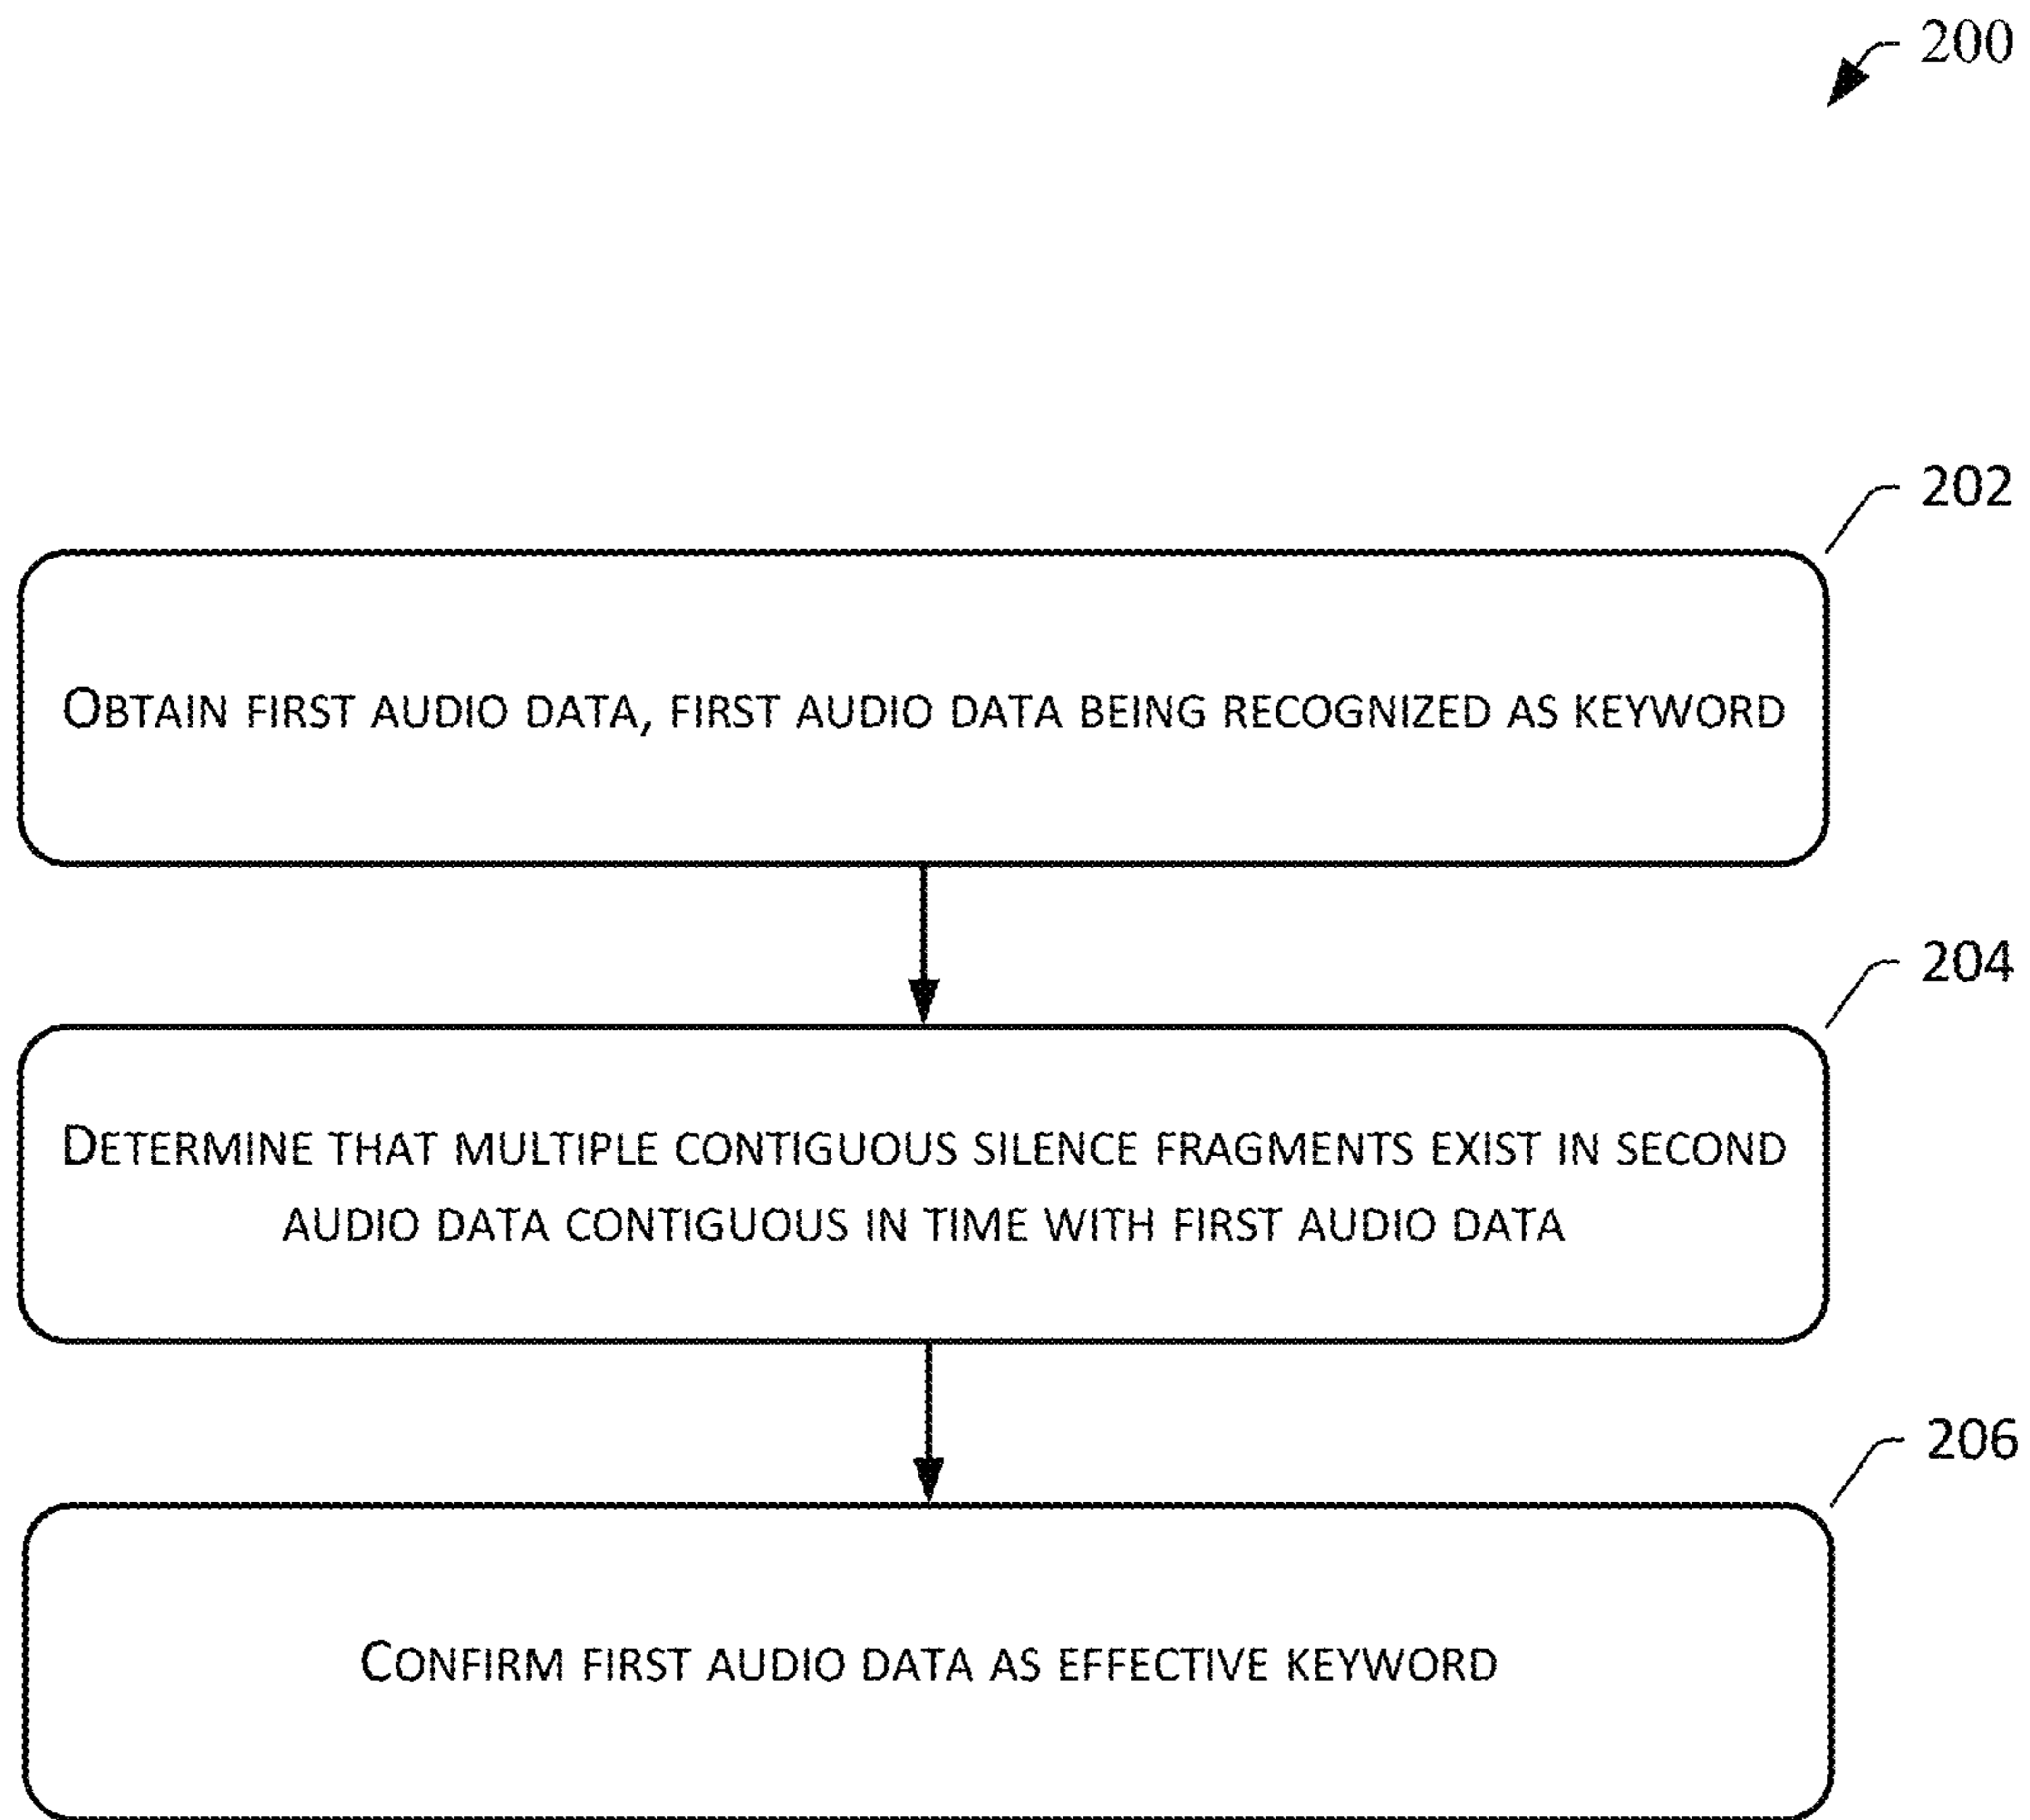 200
202
OBTAIN FIRST AUDIO DATA, FIRST AUDIO DATA BEING RECOGNIZED AS KEYWORD
204
DETERMINE THAT MULTIPLE CONTIGUOUS SILENCE FRAGMENTS EXIST IN SECOND
AUDIO DATA CONTIGUOUS IN TIME WITH FIRST AUDIO DATA
206
CONFIRM FIRST AUDIO DATA AS EFFECTIVE KEYWORD